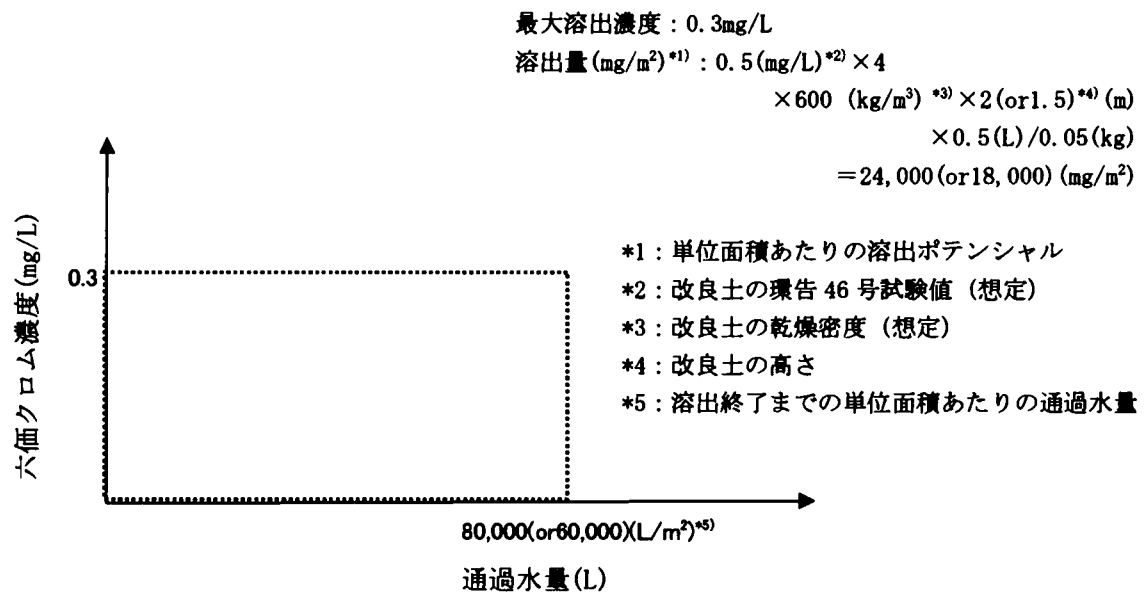 最大溶出濃度：0.3mg/L
溶出量(mg/m²)*1)：0.5(mg/L)*2)×4
×600 (kg/m³) *3)×2(or1.5)*4)(m)
×0.5(L)/0.05(kg)
＝24,000(or18,000)(mg/m²)
*1：単位面積あたりの溶出ポテンシャル
*2：改良土の環告 46 号試験値（想定）
*3：改良土の乾燥密度（想定）
*4：改良土の高さ
*5：溶出終了までの単位面積あたりの通過水量
六価クロム濃度(mg/L)
0.3
80,000(or60,000)(L/m²)*5)
通過水量(L)